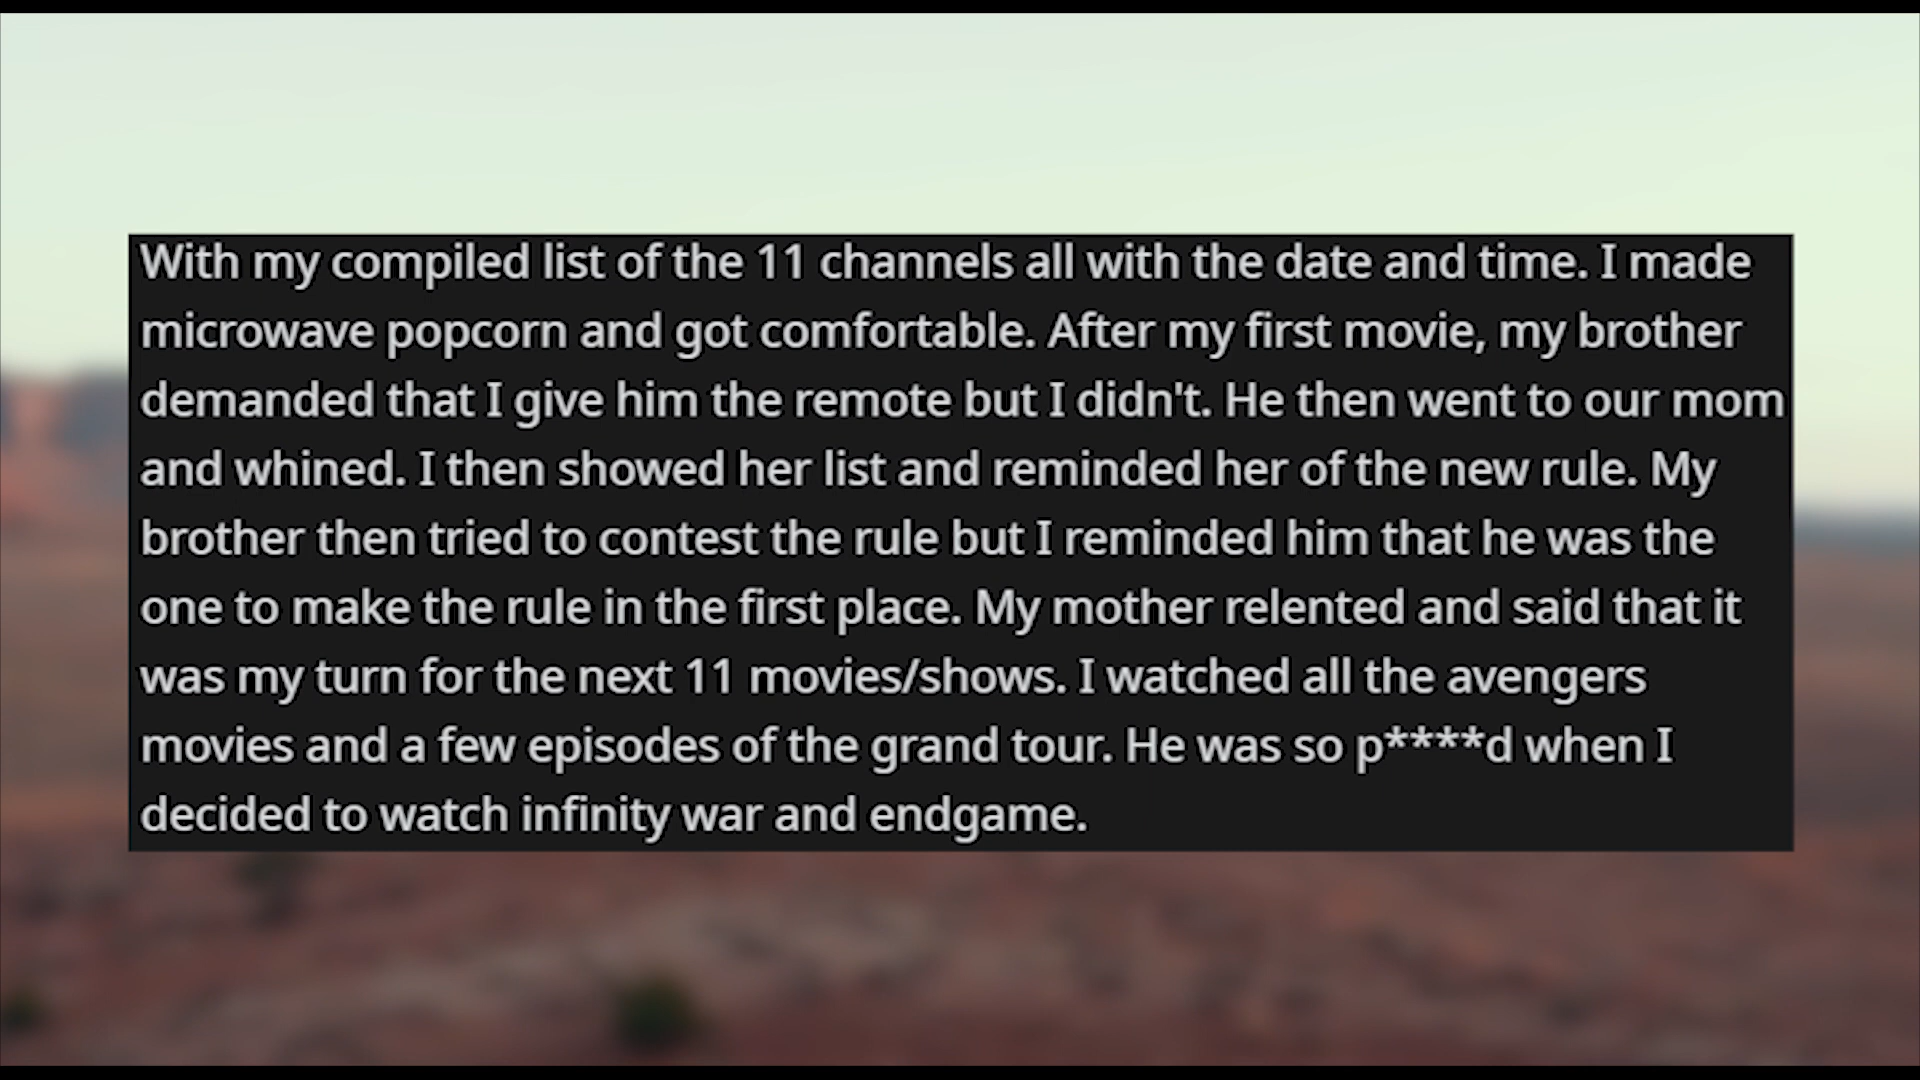 With my compiled list of the 11 channels all with the date and time. I made
microwave popcorn and got comfortable. After my first movie, my brother
demanded that I give him the remote but I didn't. He then went to our mom
and whined. I then showed her list and reminded her of the new rule. My
brother then tried to contest the rule but I reminded him that he was the
one to make the rule in the first place. My mother relented and said that it
was my turn for the next 11 movies/shows. I watched all the avengers
movies and a few episodes of the grand tour. He was so p****d when I
decided to watch infinity war and endgame.